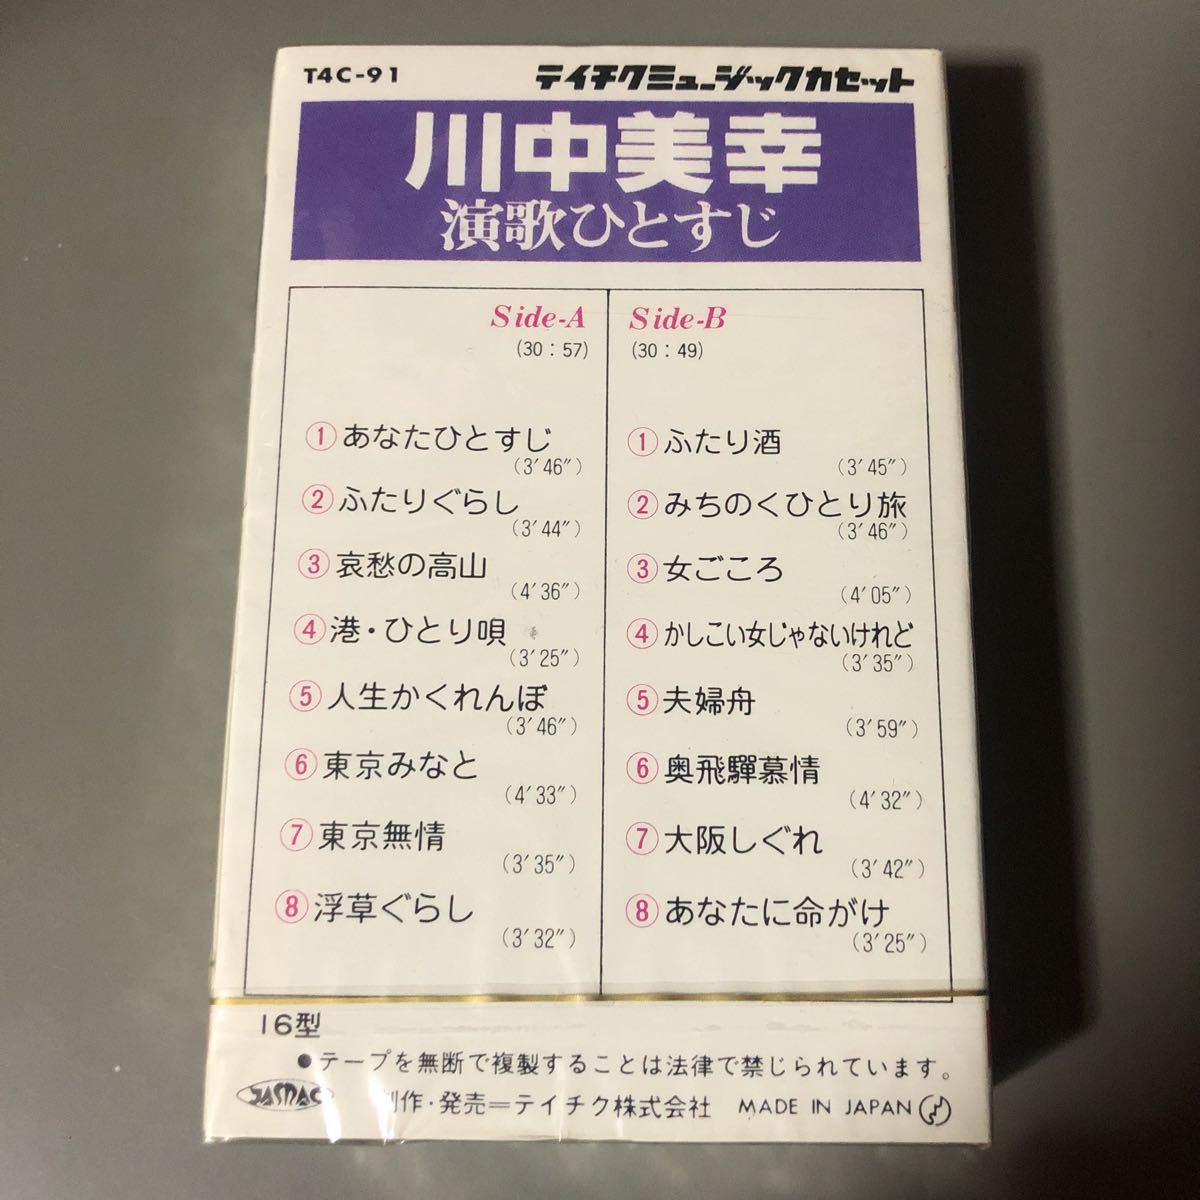 T4C-91 テイチクミュージックカセット
川中美幸
演歌ひとすじ
Side-A
(30：57)
①あなたひとすじ
(3′46″)
②ふたりぐらし
(3′44″)
③哀愁の高山
(4′36″)
④港・ひとり唄
(3′25″)
⑤人生かくれんぼ
(3′46″)
⑥東京みなと
(4′33″)
⑦東京無情
(3′35″)
⑧浮草ぐらし
(3′32″)
Side-B
(30：49)
①ふたり酒
(3′45″)
②みちのくひとり旅
(3′46″)
③女ごころ
(4′05″)
④かしこい女じゃないけれど
(3′35″)
⑤夫婦舟
(3′59″)
⑥奥飛驒慕情
(4′32″)
⑦大阪しぐれ
(3′42″)
⑧あなたに命がけ
(3′25″)
16型
●テープを無断で複製することは法律で禁じられています。
JASRAC 制作・発売＝テイチク株式会社 MADE IN JAPAN